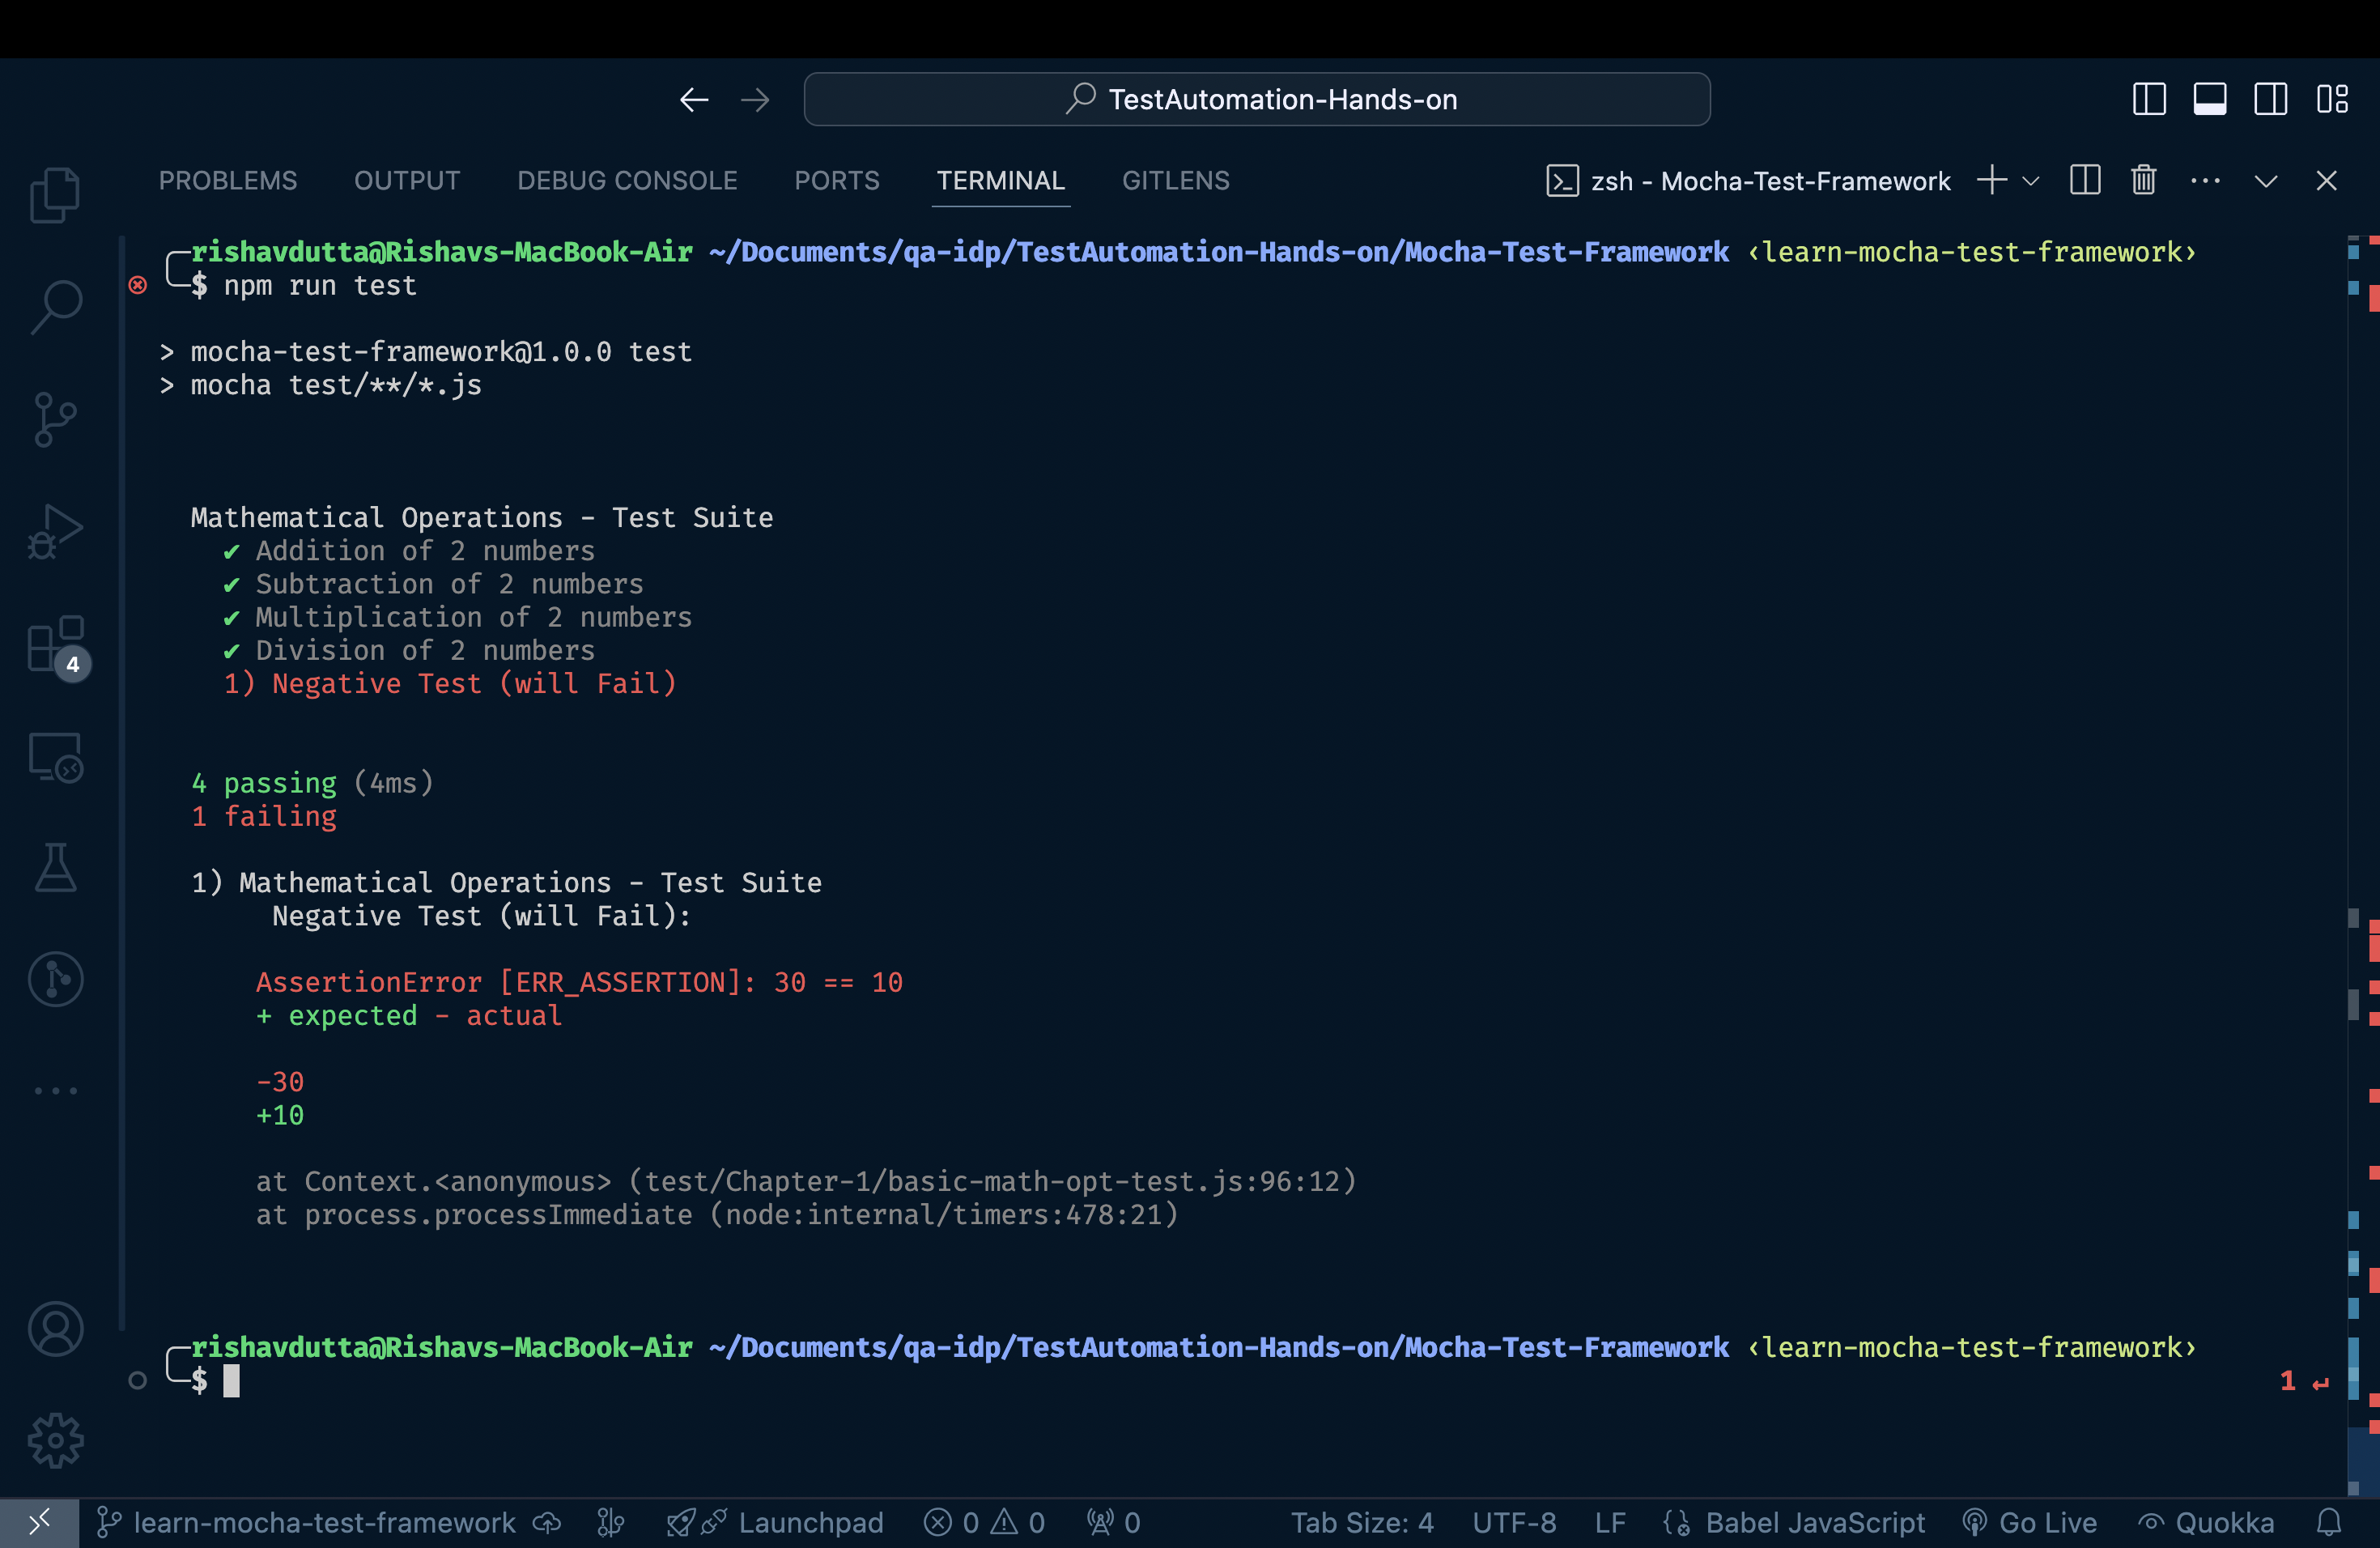 TestAutomation-Hands-on
PROBLEMS OUTPUT DEBUG CONSOLE PORTS TERMINAL GITLENS zsh - Mocha-Test-Framework
rishavdutta@Rishavs-MacBook-Air ~/Documents/qa-idp/TestAutomation-Hands-on/Mocha-Test-Framework ‹learn-mocha-test-framework›
$ npm run test
> mocha-test-framework@1.0.0 test
> mocha test/**/*.js
Mathematical Operations - Test Suite
✔ Addition of 2 numbers
✔ Subtraction of 2 numbers
✔ Multiplication of 2 numbers
✔ Division of 2 numbers
1) Negative Test (will Fail)
4 passing (4ms)
1 failing
1) Mathematical Operations - Test Suite
Negative Test (will Fail):
AssertionError [ERR_ASSERTION]: 30 == 10
+ expected - actual
-30
+10
at Context.<anonymous> (test/Chapter-1/basic-math-opt-test.js:96:12)
at process.processImmediate (node:internal/timers:478:21)
rishavdutta@Rishavs-MacBook-Air ~/Documents/qa-idp/TestAutomation-Hands-on/Mocha-Test-Framework ‹learn-mocha-test-framework›
$ 1 ↵
4
learn-mocha-test-framework Launchpad 0 0 0 Tab Size: 4 UTF-8 LF Babel JavaScript Go Live Quokka